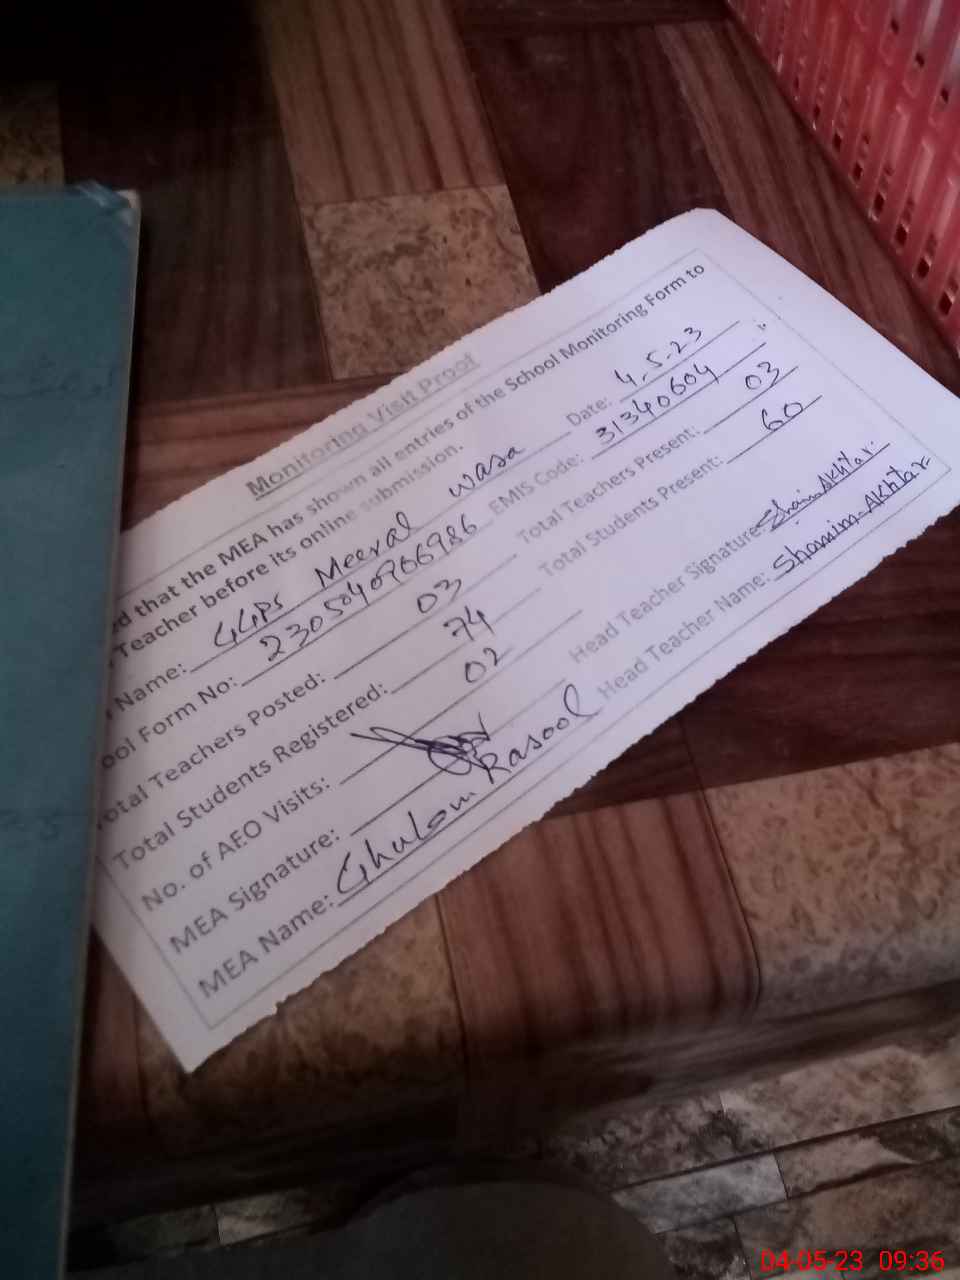 Monitoring Visit Proof
ed that the MEA has shown all entries of the School Monitoring Form to
Teacher before its online submission.
Name: GGPS Meeral wasa Date: 4.5.23
ool Form No: 2305040966986 EMIS Code: 31340604
otal Teachers Posted: 03 Total Teachers Present: 03
Total Students Registered: 74 Total Students Present: 60
No. of AEO Visits: 02
MEA Signature: Head Teacher Signature: Sham Akhtar
MEA Name: Ghulam Rasool Head Teacher Name: Shamim Akhtar
04-05-23 09:36